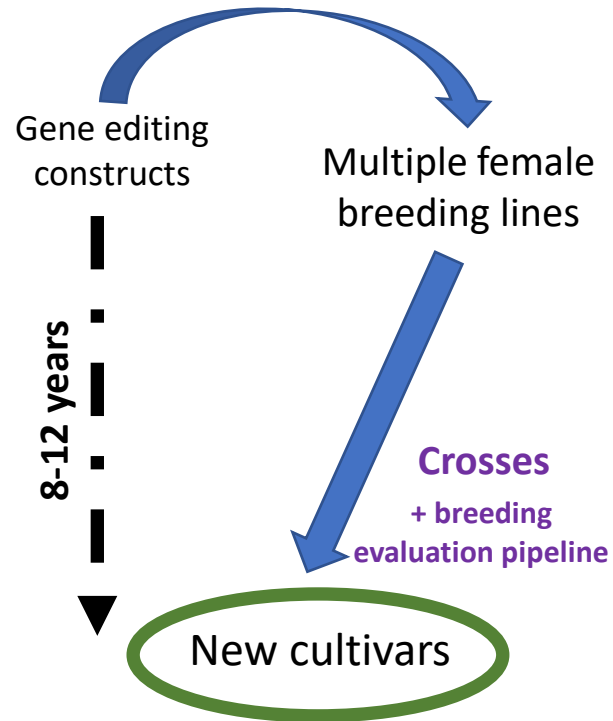 Gene editing
constructs
Multiple female
breeding lines
8-12 years
Crosses
+ breeding
evaluation pipeline
New cultivars